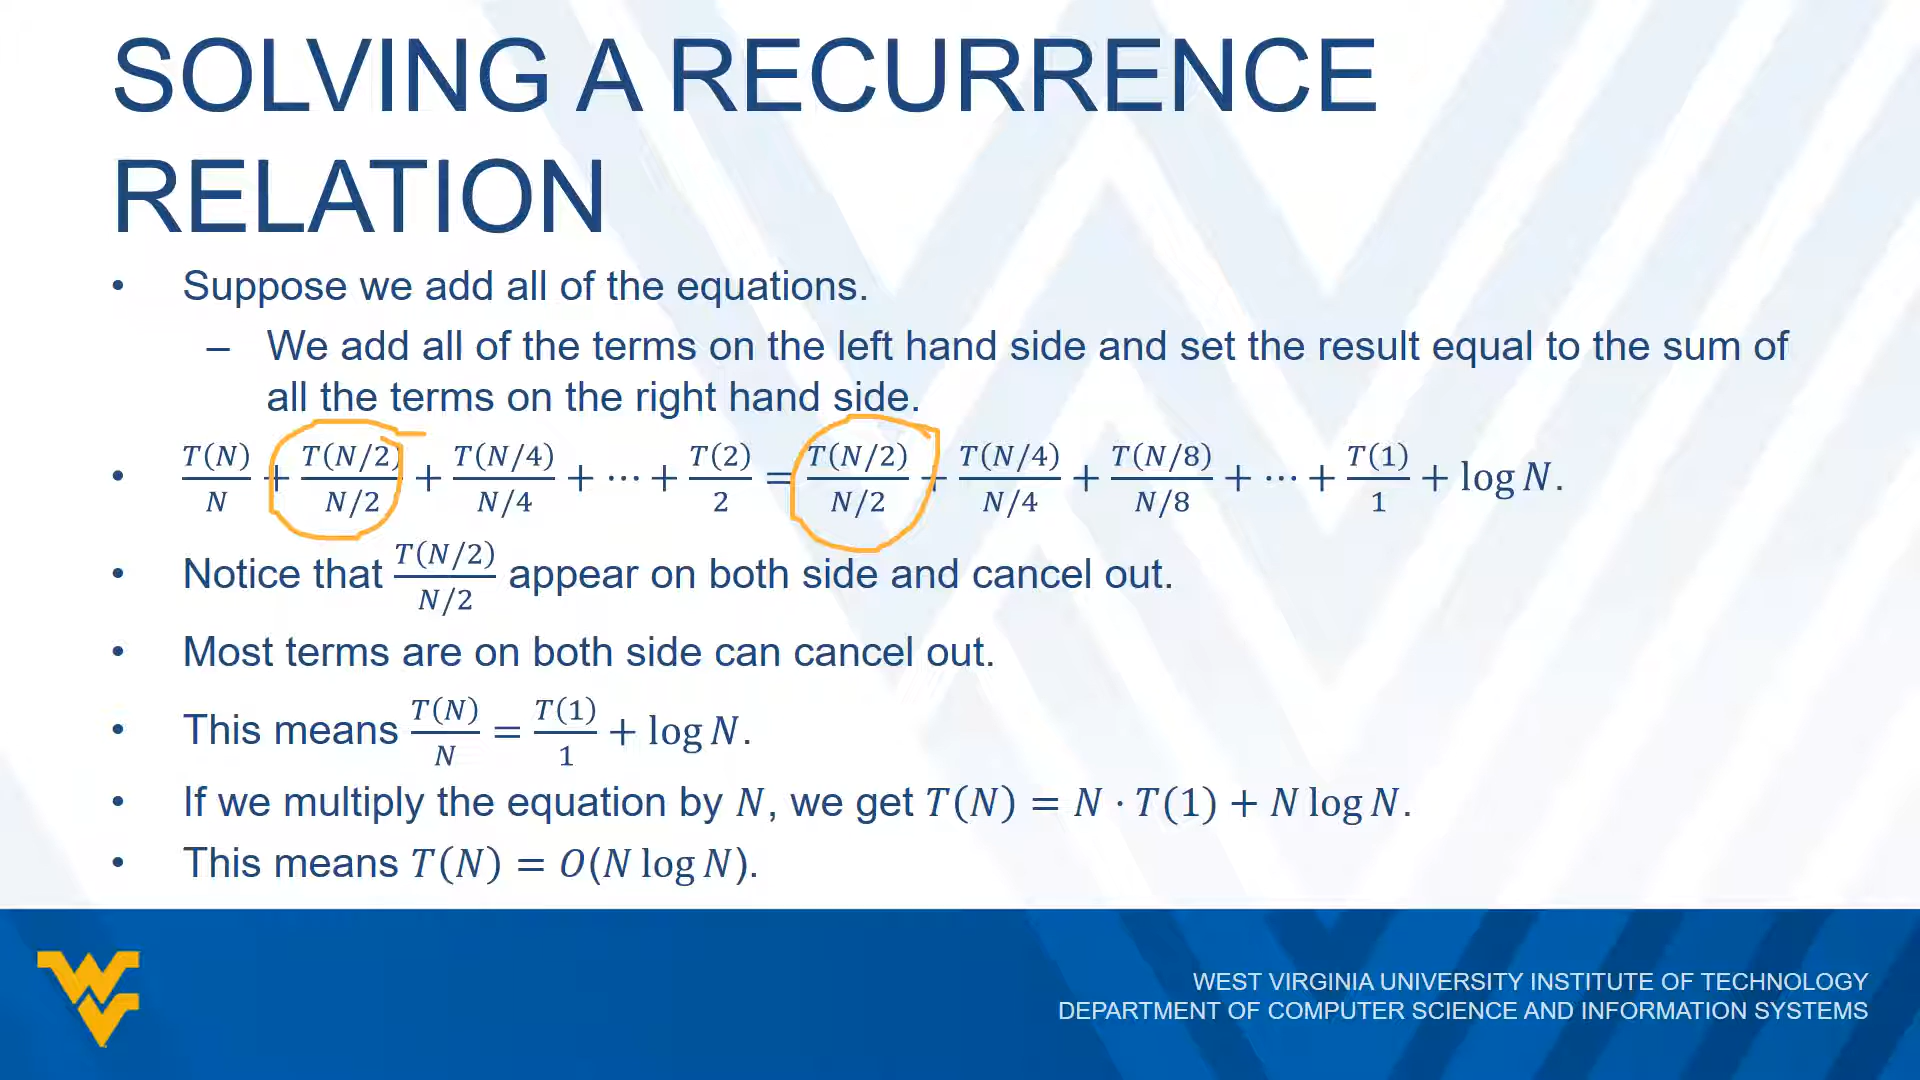 SOLVING A RECURRENCE
RELATION
• Suppose we add all of the equations.
– We add all of the terms on the left hand side and set the result equal to the sum of
all the terms on the right hand side.
• T(N)/N + T(N/2)/(N/2) + T(N/4)/(N/4) + ⋯ + T(2)/2 = T(N/2)/(N/2) + T(N/4)/(N/4) + T(N/8)/(N/8) + ⋯ + T(1)/1 + log N.
• Notice that T(N/2)/(N/2) appear on both side and cancel out.
• Most terms are on both side can cancel out.
• This means T(N)/N = T(1)/1 + log N.
• If we multiply the equation by N, we get T(N) = N · T(1) + N log N.
• This means T(N) = O(N log N).
WEST VIRGINIA UNIVERSITY INSTITUTE OF TECHNOLOGY
DEPARTMENT OF COMPUTER SCIENCE AND INFORMATION SYSTEMS